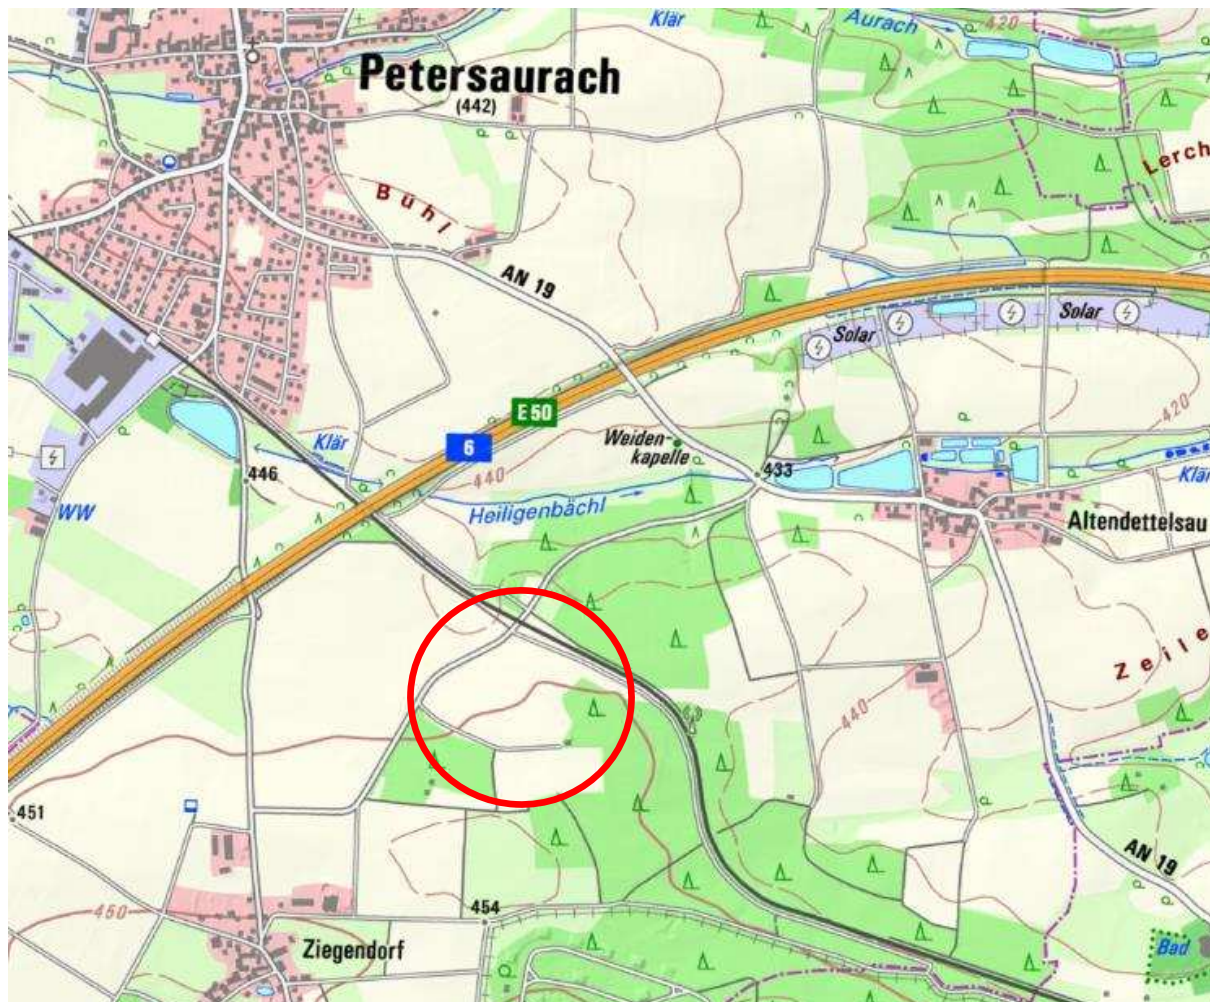 Klär
Aurach
420
Petersaurach
(442)
Lerch
Bühl
AN 19
Solar
Solar
E 50
6
420
Klär
Weiden-
kapelle
433
446
440
Klär
WW
Heiligenbächl
Altendettelsau
Zeile
440
451
AN 19
450
454
Ziegendorf
Bad